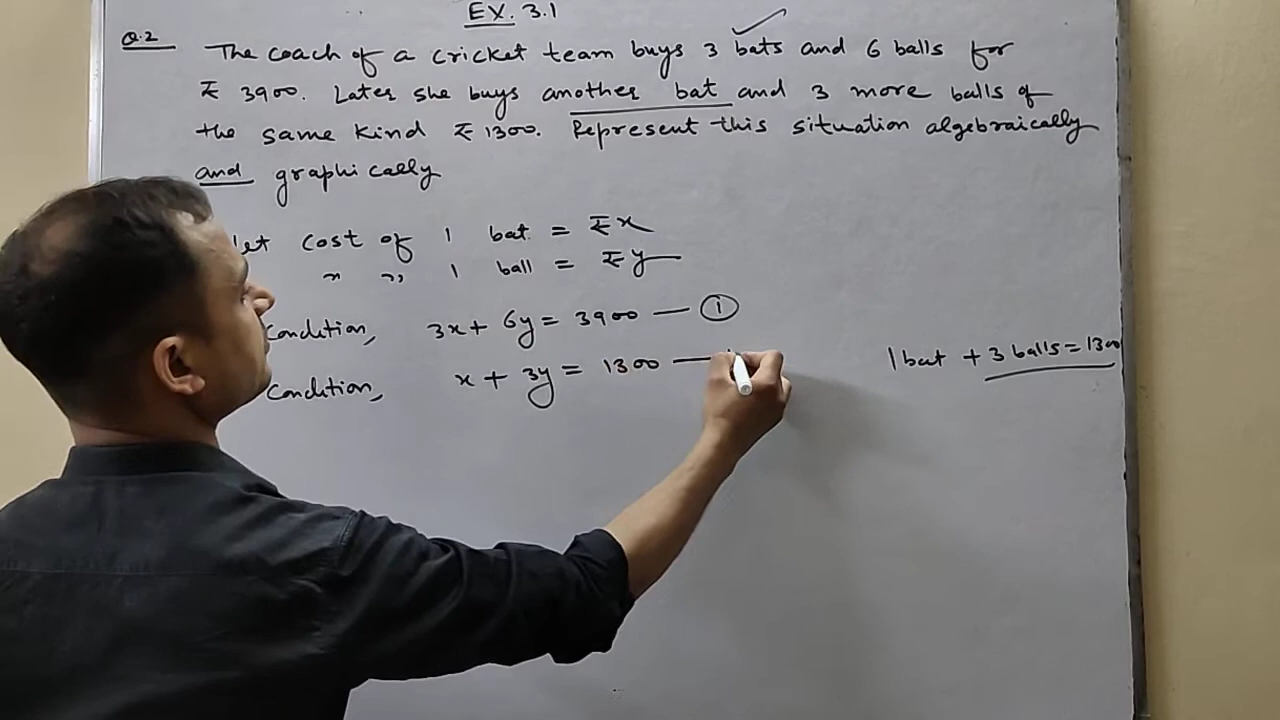 EX. 3.1
Q.2 The coach of a cricket team buys 3 bats and 6 balls for
₹ 3900. Later she buys another bat and 3 more balls of
the same kind ₹ 1300. Represent this situation algebraically
and graphically
let cost of 1 bat = ₹x
" " 1 ball = ₹y
Condition, 3x + 6y = 3900 — ①
1 bat + 3 balls = 1300
Condition, x + 3y = 1300 —